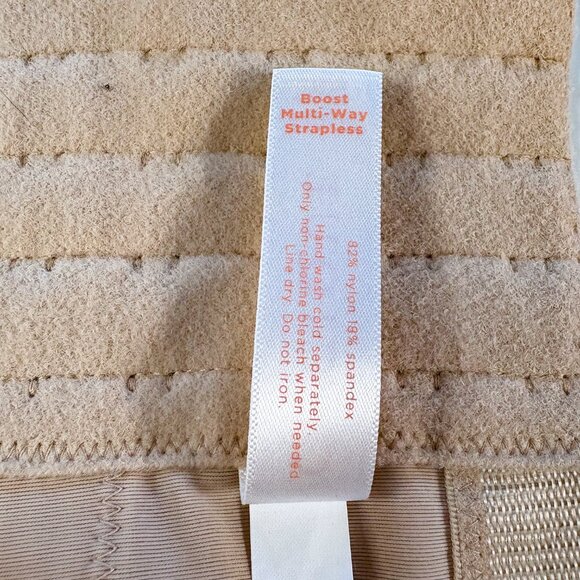 Boost
Multi-Way
Strapless
82% nylon 18% spandex
Hand wash cold separately.
Only non-chlorine bleach when needed
Line dry. Do not iron.